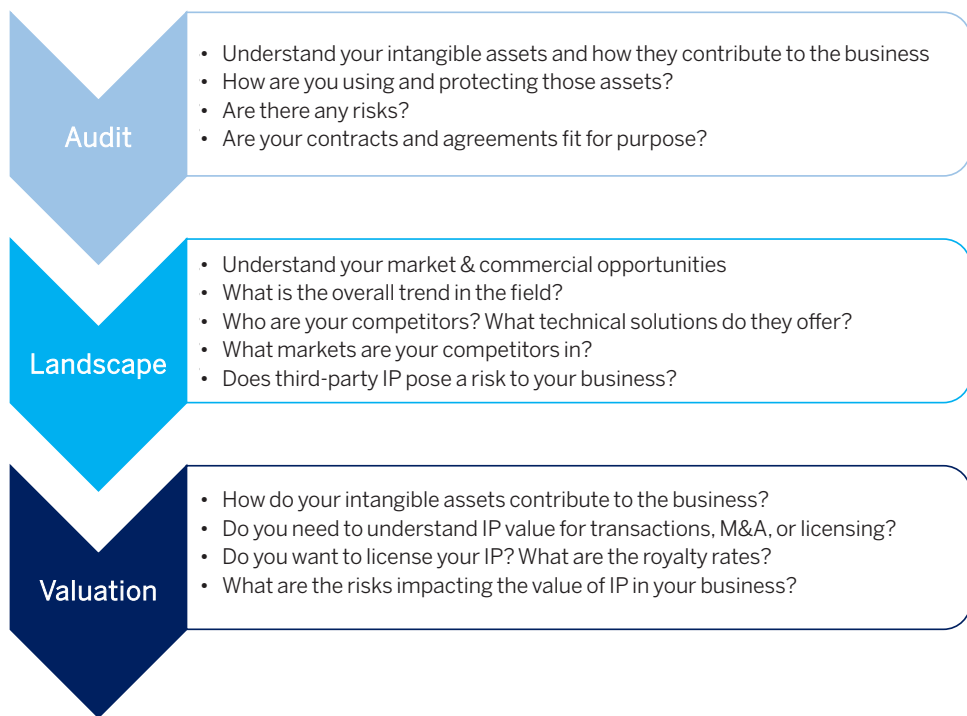 Audit
• Understand your intangible assets and how they contribute to the business
• How are you using and protecting those assets?
• Are there any risks?
• Are your contracts and agreements fit for purpose?
Landscape
• Understand your market & commercial opportunities
• What is the overall trend in the field?
• Who are your competitors? What technical solutions do they offer?
• What markets are your competitors in?
• Does third-party IP pose a risk to your business?
Valuation
• How do your intangible assets contribute to the business?
• Do you need to understand IP value for transactions, M&A, or licensing?
• Do you want to license your IP? What are the royalty rates?
• What are the risks impacting the value of IP in your business?